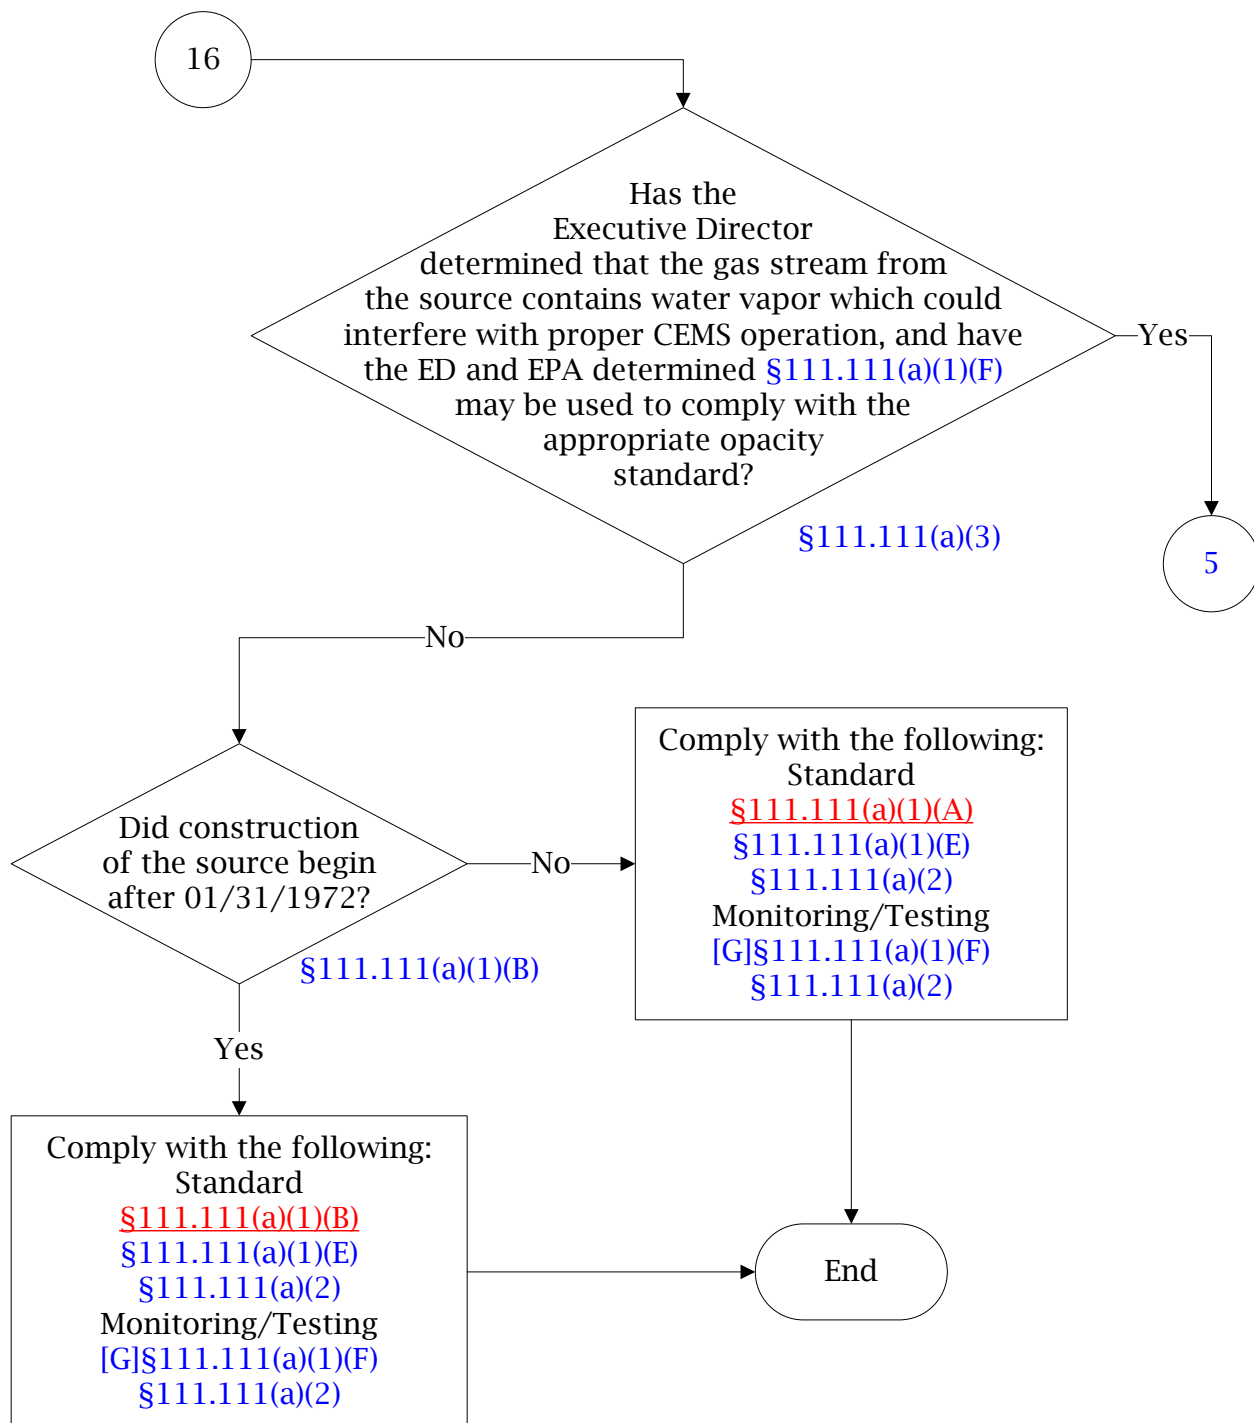 16
Has the
Executive Director
determined that the gas stream from
the source contains water vapor which could
interfere with proper CEMS operation, and have
the ED and EPA determined §111.111(a)(1)(F)
may be used to comply with the
appropriate opacity
standard?
Yes
§111.111(a)(3)
5
No
Did construction
of the source begin
after 01/31/1972?
§111.111(a)(1)(B)
No
Comply with the following:
Standard
§111.111(a)(1)(A)
§111.111(a)(1)(E)
§111.111(a)(2)
Monitoring/Testing
[G]§111.111(a)(1)(F)
§111.111(a)(2)
Yes
Comply with the following:
Standard
§111.111(a)(1)(B)
§111.111(a)(1)(E)
§111.111(a)(2)
Monitoring/Testing
[G]§111.111(a)(1)(F)
§111.111(a)(2)
End